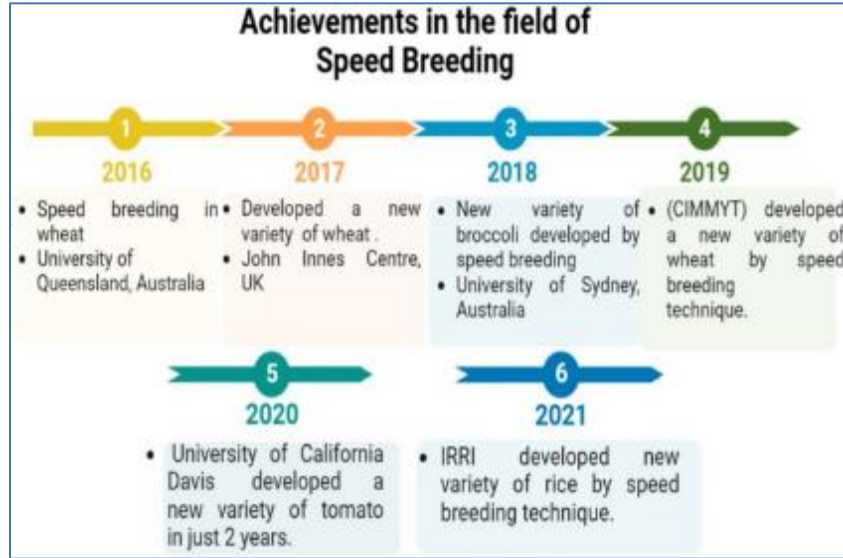 Achievements in the field of
Speed Breeding
1
2016
• Speed breeding in
wheat
• University of
Queensland, Australia
2
2017
• Developed a new
variety of wheat .
• John Innes Centre,
UK
3
2018
• New variety of
broccoli developed by
speed breeding
• University of Sydney,
Australia
4
2019
• (CIMMYT) developed
a new variety of
wheat by speed
breeding
technique.
5
2020
• University of California
Davis developed a
new variety of tomato
in just 2 years.
6
2021
• IRRI developed new
variety of rice by speed
breeding technique.